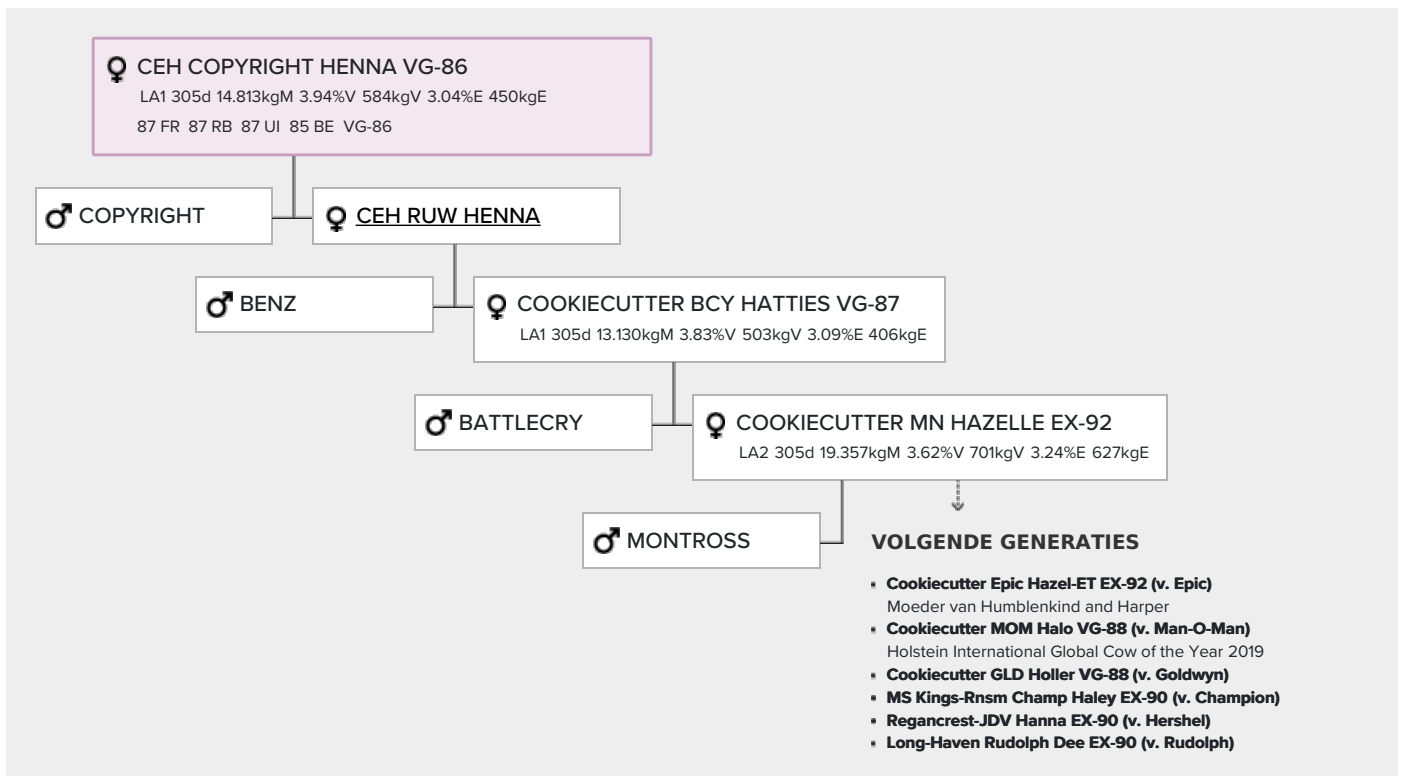 CEH COPYRIGHT HENNA VG-86
LA1 305d 14.813kgM 3.94%V 584kgV 3.04%E 450kgE
87 FR 87 RB 87 UI 85 BE VG-86
COPYRIGHT
CEH RUW HENNA
BENZ
COOKIECUTTER BCY HATTIES VG-87
LA1 305d 13.130kgM 3.83%V 503kgV 3.09%E 406kgE
BATTLECRY
COOKIECUTTER MN HAZELLE EX-92
LA2 305d 19.357kgM 3.62%V 701kgV 3.24%E 627kgE
MONTROSS
VOLGENDE GENERATIES
Cookiecutter Epic Hazel-ET EX-92 (v. Epic)
Moeder van Humblenkind and Harper
Cookiecutter MOM Halo VG-88 (v. Man-O-Man)
Holstein International Global Cow of the Year 2019
Cookiecutter GLD Holler VG-88 (v. Goldwyn)
MS Kings-Rnsm Champ Haley EX-90 (v. Champion)
Regancrest-JDV Hanna EX-90 (v. Hershel)
Long-Haven Rudolph Dee EX-90 (v. Rudolph)